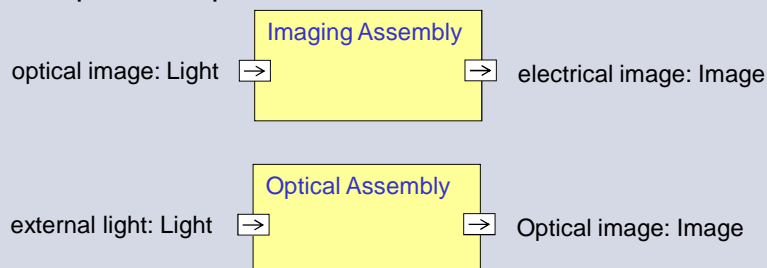 Imaging Assembly
optical image: Light
electrical image: Image
Optical Assembly
external light: Light
Optical image: Image